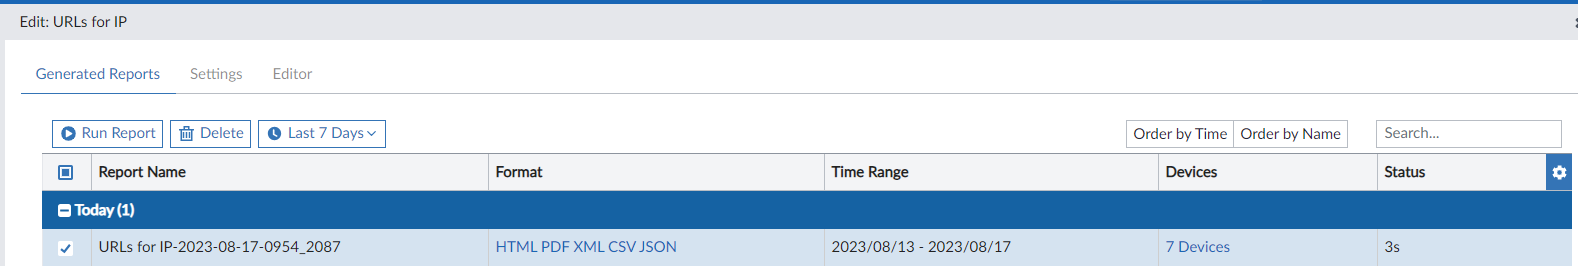 Edit: URLs for IP
Generated Reports Settings Editor
Run Report Delete Last 7 Days Order by Time Order by Name Search...
Report Name Format Time Range Devices Status
Today (1)
URLs for IP-2023-08-17-0954_2087 HTML PDF XML CSV JSON 2023/08/13 - 2023/08/17 7 Devices 3s